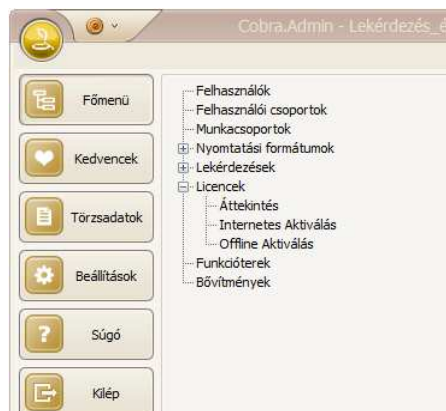 Cobra.Admin - Lekérdezés_é
Főmenü
Kedvencek
Törzsadatok
Beállítások
Súgó
Kilép
Felhasználók
Felhasználói csoportok
Munkacsoportok
Nyomtatási formátumok
Lekérdezések
Licencek
Áttekintés
Internetes Aktiválás
Offline Aktiválás
Funkcióterek
Bővítmények